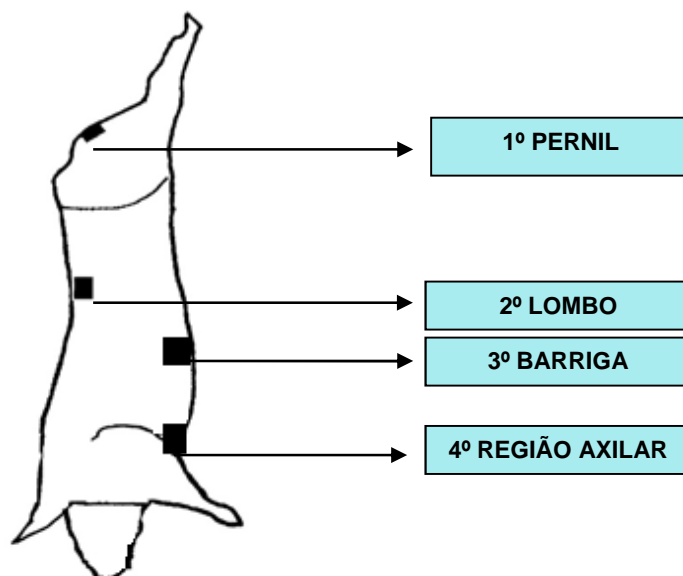 1º PERNIL
2º LOMBO
3º BARRIGA
4º REGIÃO AXILAR